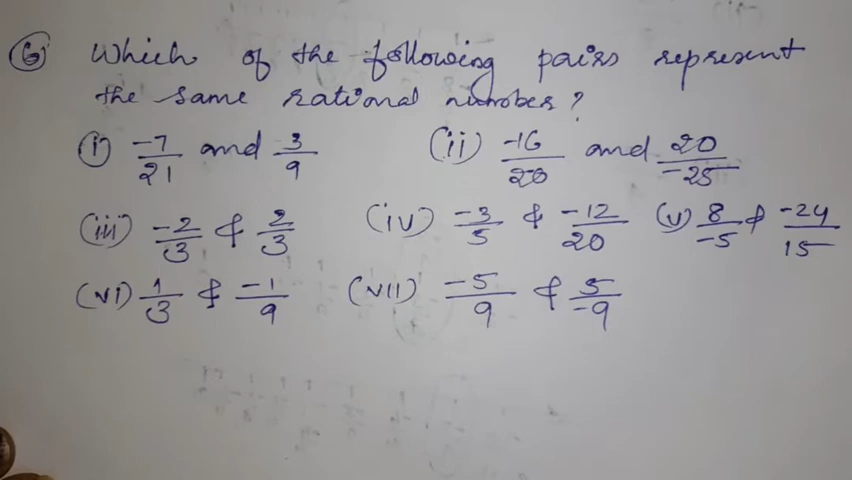 6 Which of the following pairs represent
the same rational number?
(i) -7/21 and 3/9 (ii) -16/20 and 20/-25
(iii) -2/3 & 2/3 (iv) -3/5 & -12/20 (v) 8/-5 & -24/15
(vi) 1/3 & -1/9 (vii) -5/9 & 5/-9